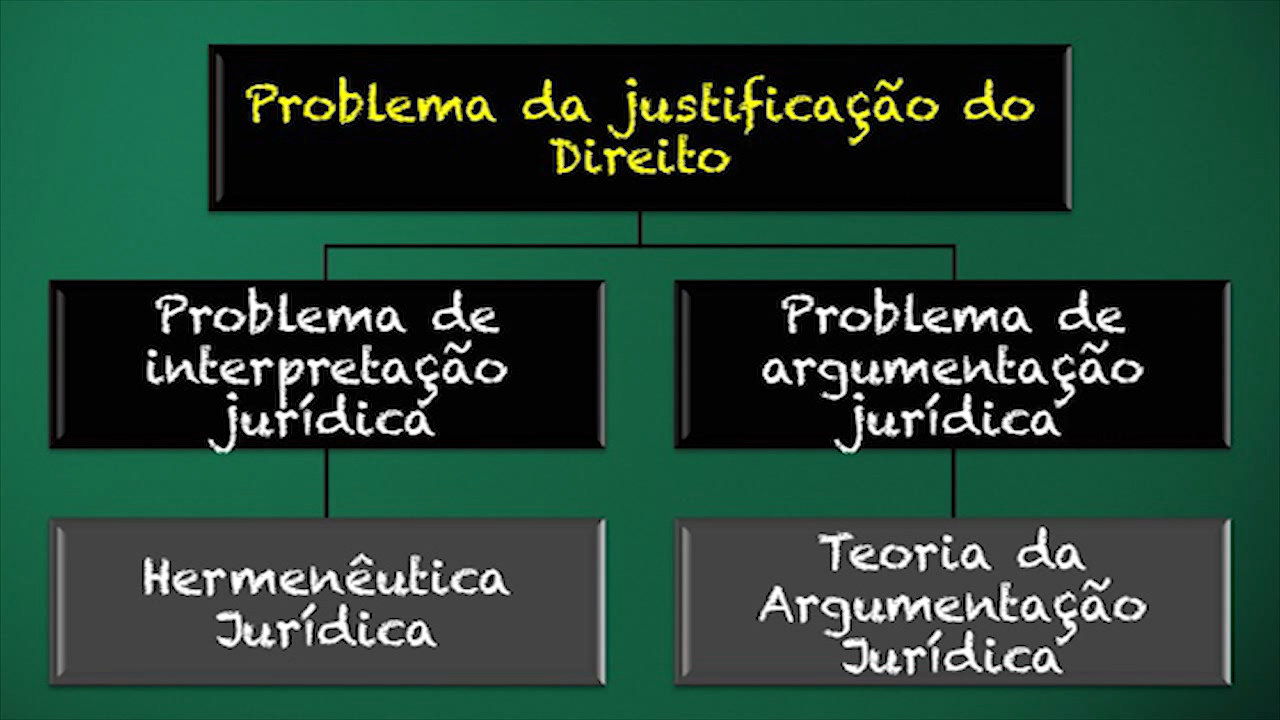 Problema da justificação do
Direito
Problema de
interpretação
jurídica
Problema de
argumentação
jurídica
Hermenêutica
Jurídica
Teoria da
Argumentação
Jurídica